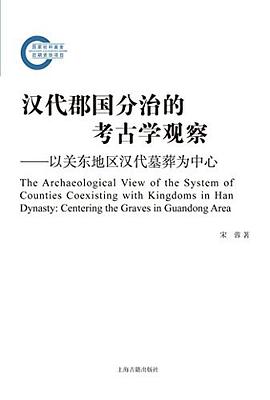 国家社科基金
后期资助项目
汉代郡国分治的
考古学观察
——以关东地区汉代墓葬为中心
The Archaeological View of the System of
Counties Coexisting with Kingdoms in Han
Dynasty: Centering the Graves in Guandong Area
宋 蓉 著
上海古籍出版社